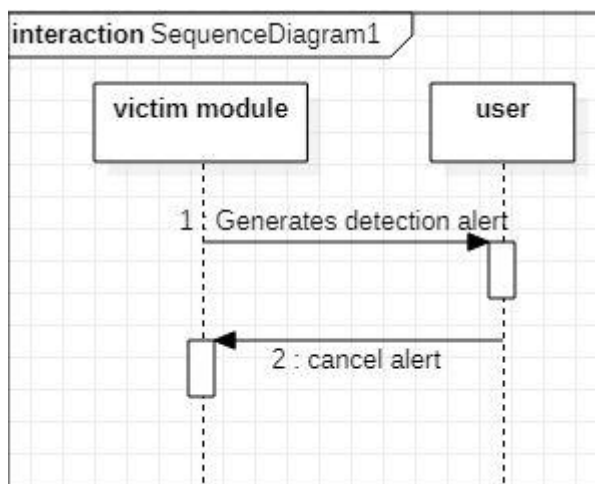 interaction SequenceDiagram1
victim module
user
1 : Generates detection alert
2 : cancel alert